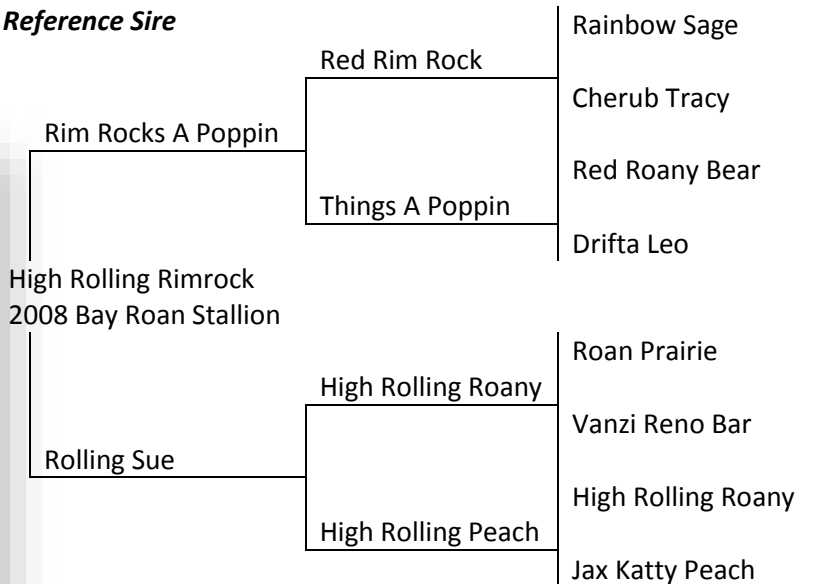 Reference Sire
Rainbow Sage
Red Rim Rock
Cherub Tracy
Rim Rocks A Poppin
Red Roany Bear
Things A Poppin
Drifta Leo
High Rolling Rimrock
2008 Bay Roan Stallion
Roan Prairie
High Rolling Roany
Vanzi Reno Bar
Rolling Sue
High Rolling Roany
High Rolling Peach
Jax Katty Peach